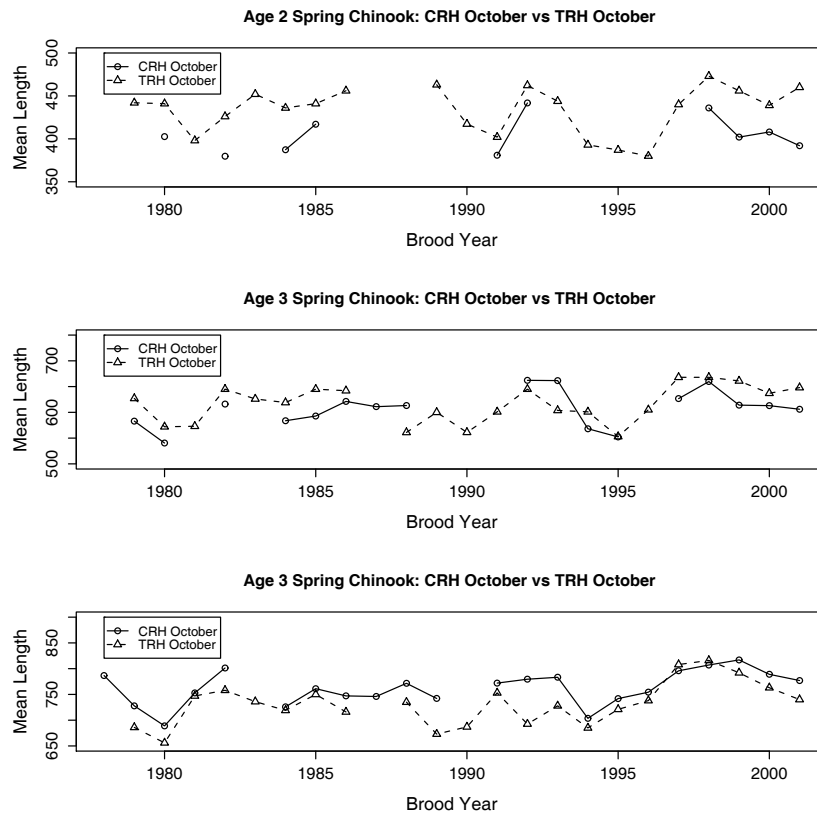 Age 2 Spring Chinook: CRH October vs TRH October
Mean Length
350 400 450 500
CRH October
TRH October
1980 1985 1990 1995 2000
Brood Year
Age 3 Spring Chinook: CRH October vs TRH October
Mean Length
500 600 700
CRH October
TRH October
1980 1985 1990 1995 2000
Brood Year
Age 3 Spring Chinook: CRH October vs TRH October
Mean Length
650 750 850
CRH October
TRH October
1980 1985 1990 1995 2000
Brood Year